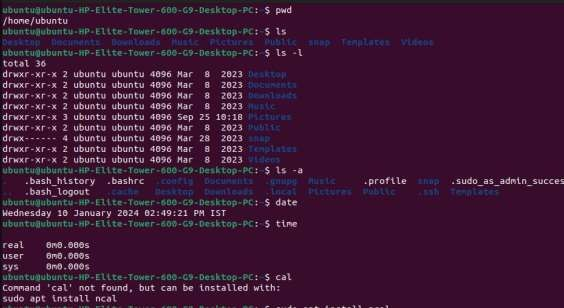 ubuntu@ubuntu-HP-Elite-Tower-600-G9-Desktop-PC:~$ pwd
/home/ubuntu
ubuntu@ubuntu-HP-Elite-Tower-600-G9-Desktop-PC:~$ ls
Desktop Documents Downloads Music Pictures Public snap Templates Videos
ubuntu@ubuntu-HP-Elite-Tower-600-G9-Desktop-PC:~$ ls -l
total 36
drwxr-xr-x 2 ubuntu ubuntu 4096 Mar 8 2023 Desktop
drwxr-xr-x 2 ubuntu ubuntu 4096 Mar 8 2023 Documents
drwxr-xr-x 2 ubuntu ubuntu 4096 Mar 8 2023 Downloads
drwxr-xr-x 2 ubuntu ubuntu 4096 Mar 8 2023 Music
drwxr-xr-x 3 ubuntu ubuntu 4096 Sep 25 10:18 Pictures
drwxr-xr-x 2 ubuntu ubuntu 4096 Mar 8 2023 Public
drwx------ 4 ubuntu ubuntu 4096 Mar 28 2023 snap
drwxr-xr-x 2 ubuntu ubuntu 4096 Mar 8 2023 Templates
drwxr-xr-x 2 ubuntu ubuntu 4096 Mar 8 2023 Videos
ubuntu@ubuntu-HP-Elite-Tower-600-G9-Desktop-PC:~$ ls -a
. .bash_history .bashrc .config Documents .gnupg Music .profile snap .sudo_as_admin_succes
.. .bash_logout .cache Desktop Downloads .local Pictures Public .ssh Templates
ubuntu@ubuntu-HP-Elite-Tower-600-G9-Desktop-PC:~$ date
Wednesday 10 January 2024 02:49:21 PM IST
ubuntu@ubuntu-HP-Elite-Tower-600-G9-Desktop-PC:~$ time
real 0m0.000s
user 0m0.000s
sys 0m0.000s
ubuntu@ubuntu-HP-Elite-Tower-600-G9-Desktop-PC:~$ cal
Command 'cal' not found, but can be installed with:
sudo apt install ncal
ubuntu@ubuntu-HP-Elite-Tower-600-G9-Desktop-PC:~$ sudo apt install ncal